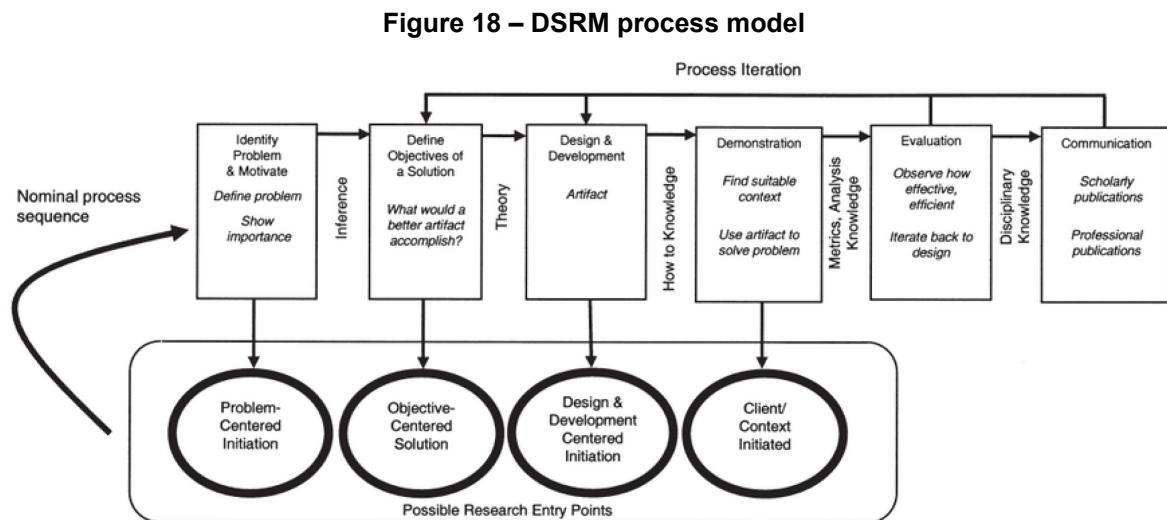 Figure 18 – DSRM process model
Process Iteration
Nominal process
sequence
Identify
Problem
& Motivate
Define problem
Show
importance
Inference
Define
Objectives of
a Solution
What would a
better artifact
accomplish?
Theory
Design &
Development
Artifact
How to Knowledge
Demonstration
Find suitable
context
Use artifact to
solve problem
Metrics, Analysis
Knowledge
Evaluation
Observe how
effective,
efficient
Iterate back to
design
Disciplinary
Knowledge
Communication
Scholarly
publications
Professional
publications
Problem-
Centered
Initiation
Objective-
Centered
Solution
Design &
Development
Centered
Initiation
Client/
Context
Initiated
Possible Research Entry Points